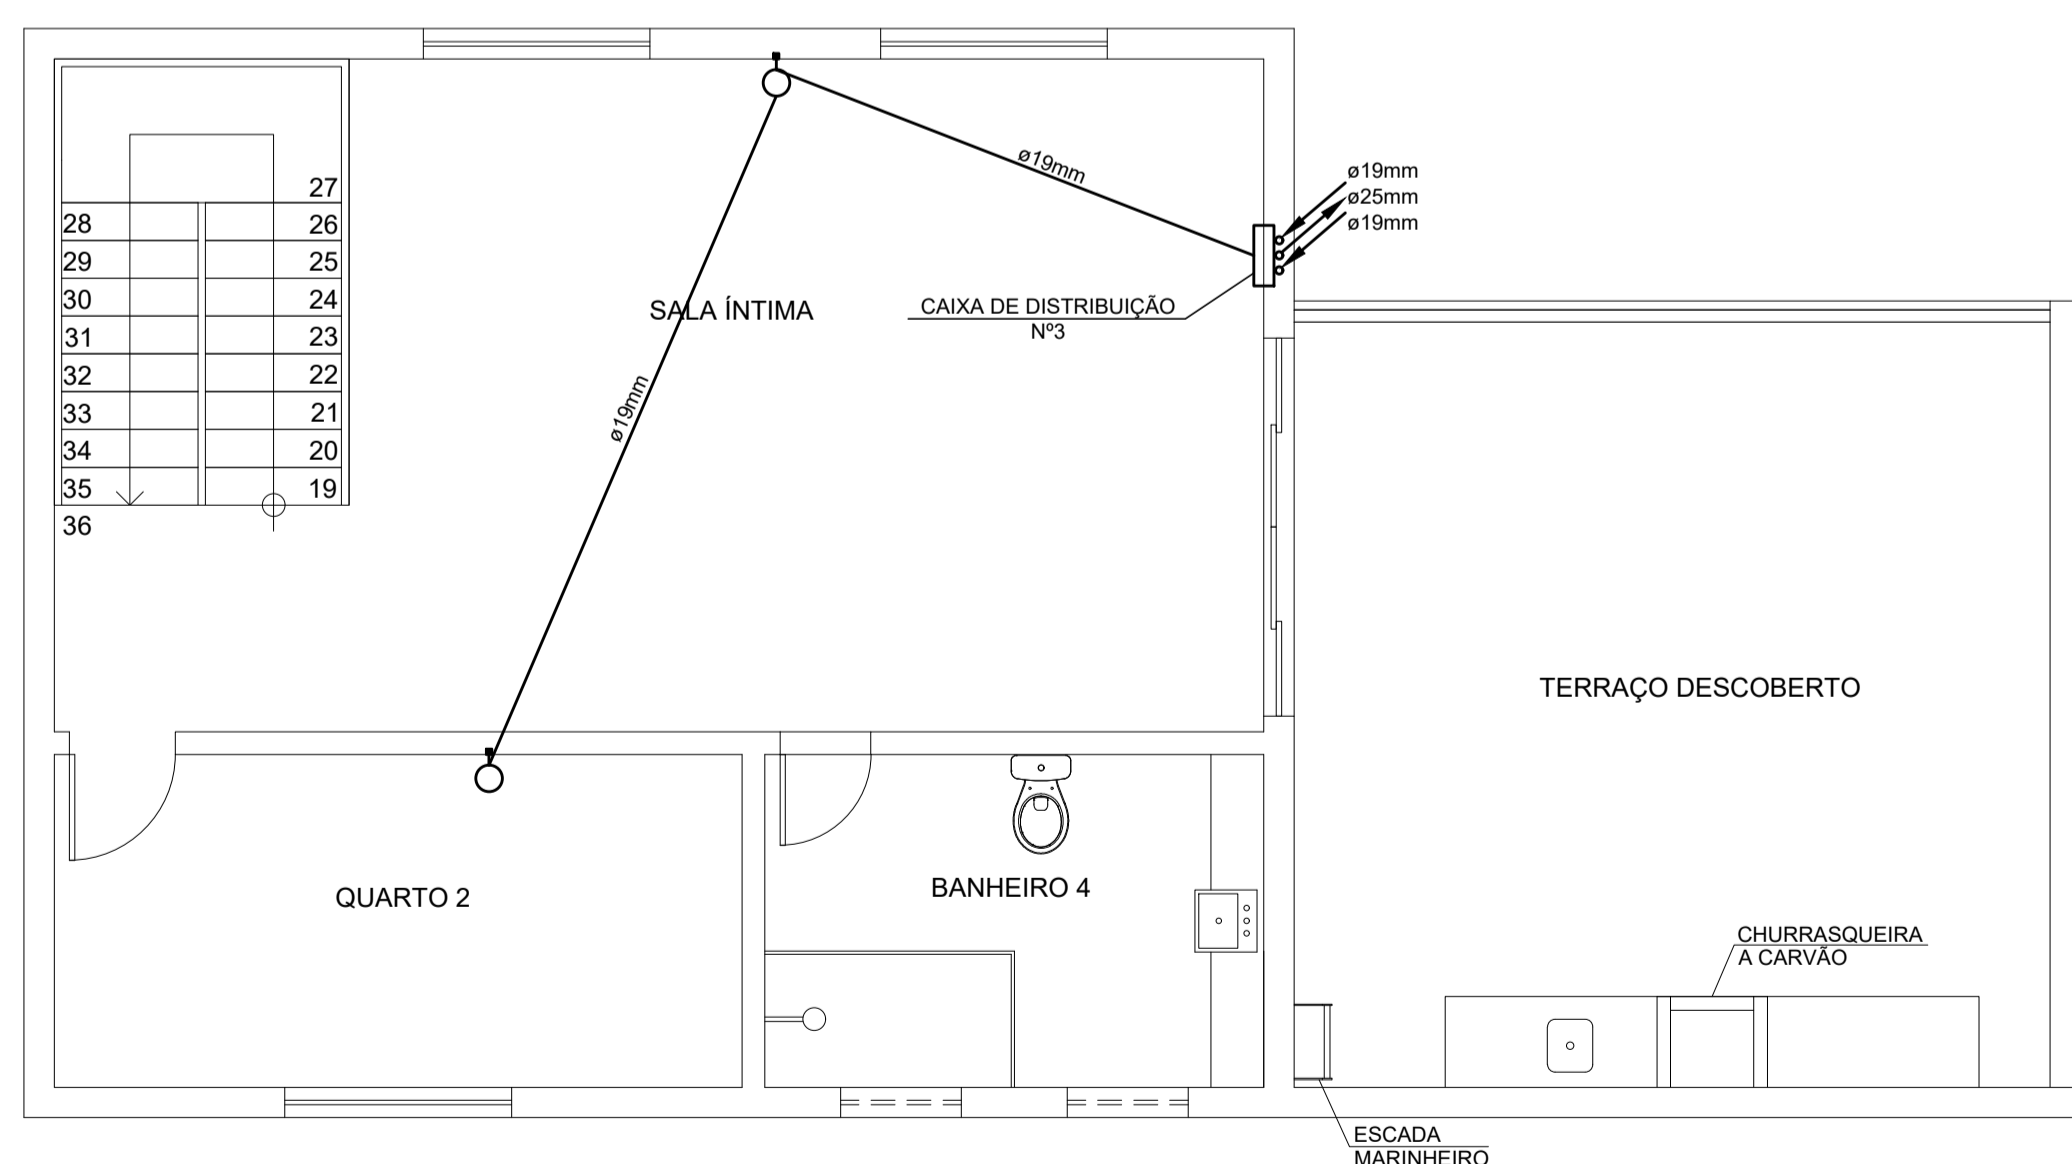 ø19mm
ø19mm
ø25mm
ø19mm
27
28
26
29
25
30
24
31
23
32
22
33
21
34
20
35
19
36
SALA ÍNTIMA
CAIXA DE DISTRIBUIÇÃO
Nº3
ø19mm
TERRAÇO DESCOBERTO
QUARTO 2
BANHEIRO 4
CHURRASQUEIRA
A CARVÃO
ESCADA
MARINHEIRO